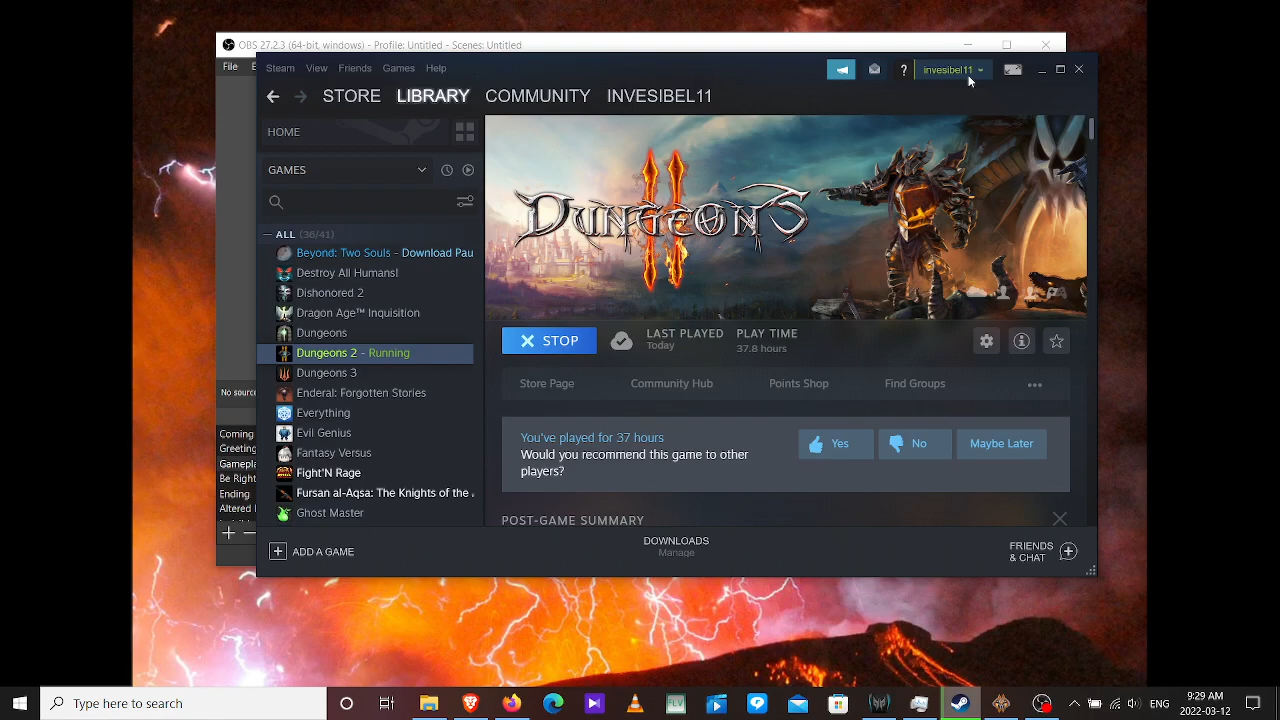 OBS 27.2.3 (64-bit, windows) - Profile: Untitled - Scenes: Untitled
File
Steam View Friends Games Help
invesibel11
STORE LIBRARY COMMUNITY INVESIBEL11
HOME
GAMES
ALL (36/41)
Beyond: Two Souls - Download Pau
Destroy All Humans!
Dishonored 2
Dragon Age™ Inquisition
Dungeons
Dungeons 2 - Running
Dungeons 3
Enderal: Forgotten Stories
Everything
Evil Genius
Fantasy Versus
Fight'N Rage
Fursan al-Aqsa: The Knights of the
Ghost Master
DUNGEONS II
STOP
LAST PLAYED
Today
PLAY TIME
37.8 hours
Store Page Community Hub Points Shop Find Groups
You've played for 37 hours
Would you recommend this game to other
players?
Yes No Maybe Later
POST-GAME SUMMARY
No sourc
Coming
Greeting
Gamepla
Be Right
Ending
Altered
ADD A GAME
DOWNLOADS
Manage
FRIENDS
& CHAT
Type here to search
FLV
ENG
9:29 AM
2022-03-12